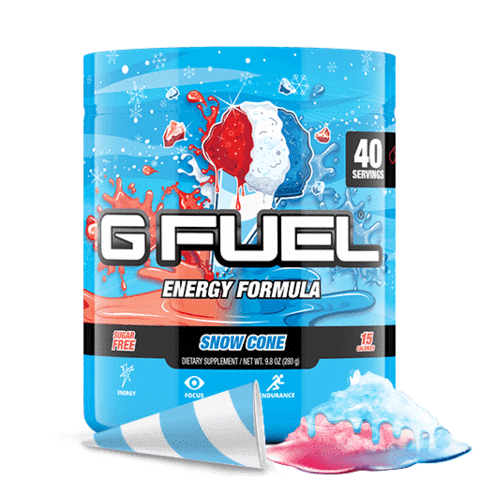 40
SERVINGS
G FUEL®
ENERGY FORMULA
SUGAR
FREE
SNOW CONE
15
CALORIES
DIETARY SUPPLEMENT / NET WT. 9.8 OZ (280 g)
ENERGY
FOCUS
ENDURANCE